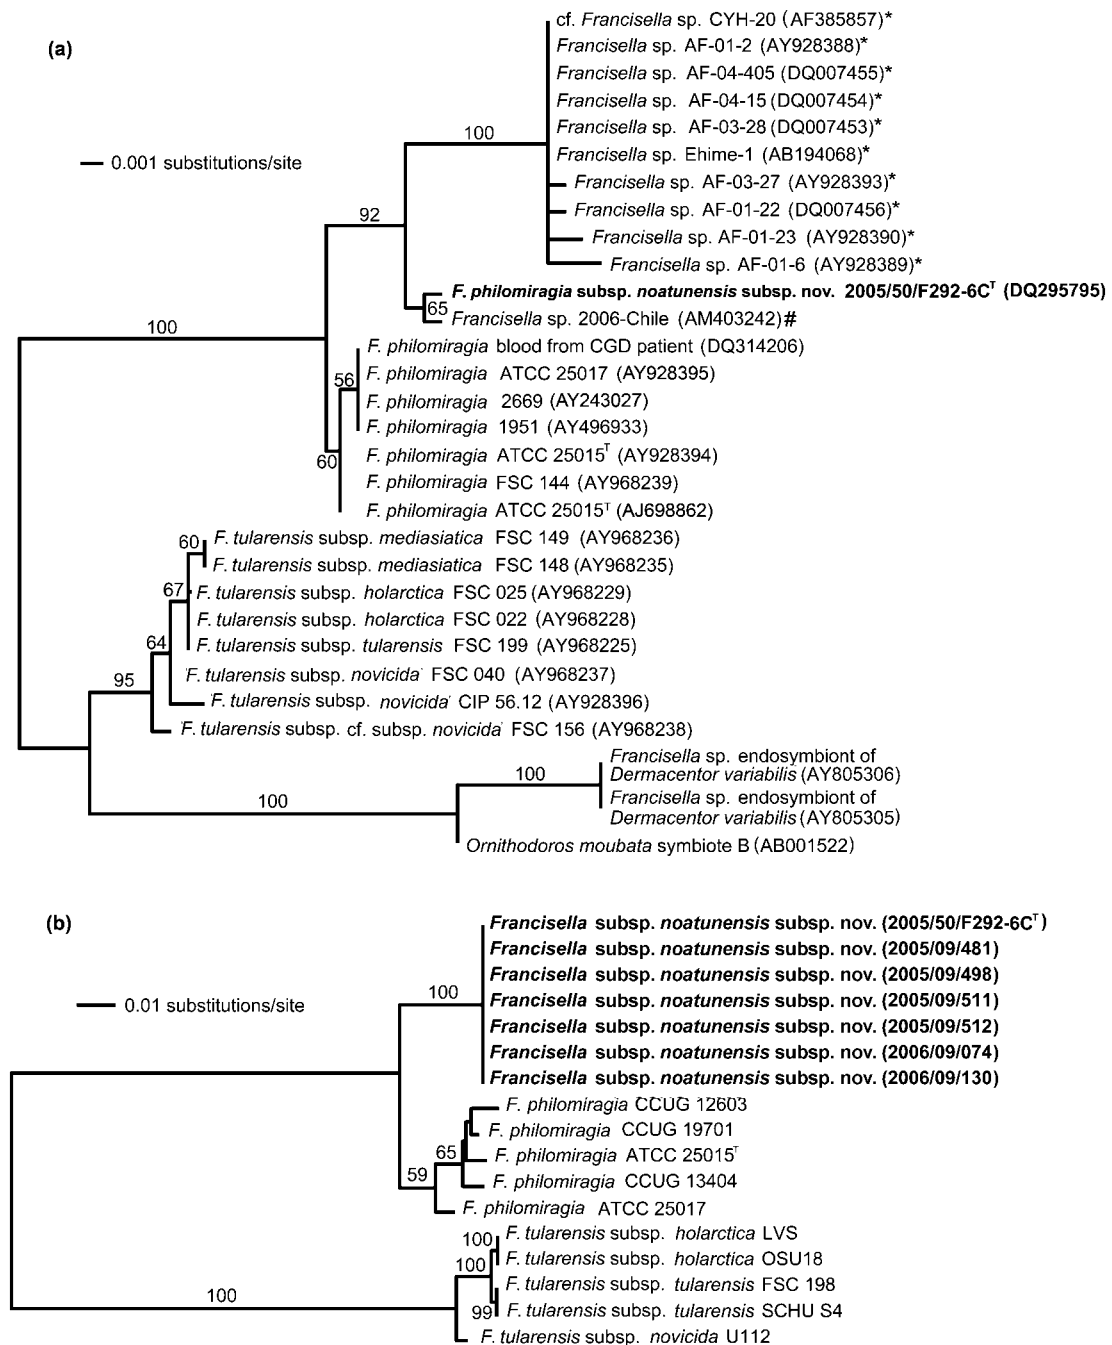 (a)
cf. Francisella sp. CYH-20 (AF385857)*
Francisella sp. AF-01-2 (AY928388)*
Francisella sp. AF-04-405 (DQ007455)*
Francisella sp. AF-04-15 (DQ007454)*
Francisella sp. AF-03-28 (DQ007453)*
100
Francisella sp. Ehime-1 (AB194068)*
0.001 substitutions/site
Francisella sp. AF-03-27 (AY928393)*
Francisella sp. AF-01-22 (DQ007456)*
92
Francisella sp. AF-01-23 (AY928390)*
Francisella sp. AF-01-6 (AY928389)*
F. philomiragia subsp. noatunensis subsp. nov. 2005/50/F292-6Cᵀ (DQ295795)
65
Francisella sp. 2006-Chile (AM403242)#
100
F. philomiragia blood from CGD patient (DQ314206)
F. philomiragia ATCC 25017 (AY928395)
56
F. philomiragia 2669 (AY243027)
F. philomiragia 1951 (AY496933)
F. philomiragia ATCC 25015ᵀ (AY928394)
60
F. philomiragia FSC 144 (AY968239)
F. philomiragia ATCC 25015ᵀ (AJ698862)
F. tularensis subsp. mediasiatica FSC 149 (AY968236)
60
F. tularensis subsp. mediasiatica FSC 148 (AY968235)
67
F. tularensis subsp. holarctica FSC 025 (AY968229)
F. tularensis subsp. holarctica FSC 022 (AY968228)
64
F. tularensis subsp. tularensis FSC 199 (AY968225)
'F. tularensis subsp. novicida' FSC 040 (AY968237)
95
'F. tularensis subsp. novicida' CIP 56.12 (AY928396)
'F. tularensis subsp. cf. subsp. novicida' FSC 156 (AY968238)
Francisella sp. endosymbiont of
Dermacentor variabilis (AY805306)
100
Francisella sp. endosymbiont of
Dermacentor variabilis (AY805305)
100
Ornithodoros moubata symbiote B (AB001522)
(b)
Francisella subsp. noatunensis subsp. nov. (2005/50/F292-6Cᵀ)
Francisella subsp. noatunensis subsp. nov. (2005/09/481)
Francisella subsp. noatunensis subsp. nov. (2005/09/498)
100
Francisella subsp. noatunensis subsp. nov. (2005/09/511)
0.01 substitutions/site
Francisella subsp. noatunensis subsp. nov. (2005/09/512)
Francisella subsp. noatunensis subsp. nov. (2006/09/074)
Francisella subsp. noatunensis subsp. nov. (2006/09/130)
F. philomiragia CCUG 12603
F. philomiragia CCUG 19701
65
F. philomiragia ATCC 25015ᵀ
59
F. philomiragia CCUG 13404
F. philomiragia ATCC 25017
F. tularensis subsp. holarctica LVS
100
F. tularensis subsp. holarctica OSU18
100
F. tularensis subsp. tularensis FSC 198
100
99
F. tularensis subsp. tularensis SCHU S4
F. tularensis subsp. novicida U112